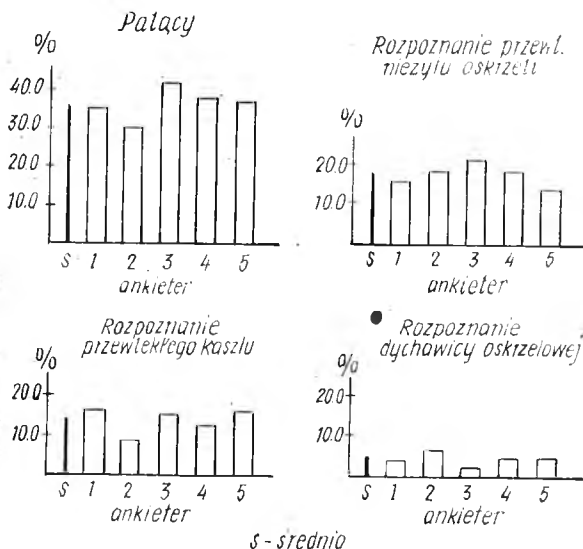 Palący
%
40.0
30.0
20.0
10.0
s 1 2 3 4 5
ankieter
Rozpoznanie przewl.
nieżytu oskrzeli
%
20.0
10.0
s 1 2 3 4 5
ankieter
Rozpoznanie
przewlekłego kaszlu
%
20.0
10.0
s 1 2 3 4 5
ankieter
Rozpoznanie
dychawicy oskrzelowej
%
20.0
10.0
s 1 2 3 4 5
ankieter
s - średnio